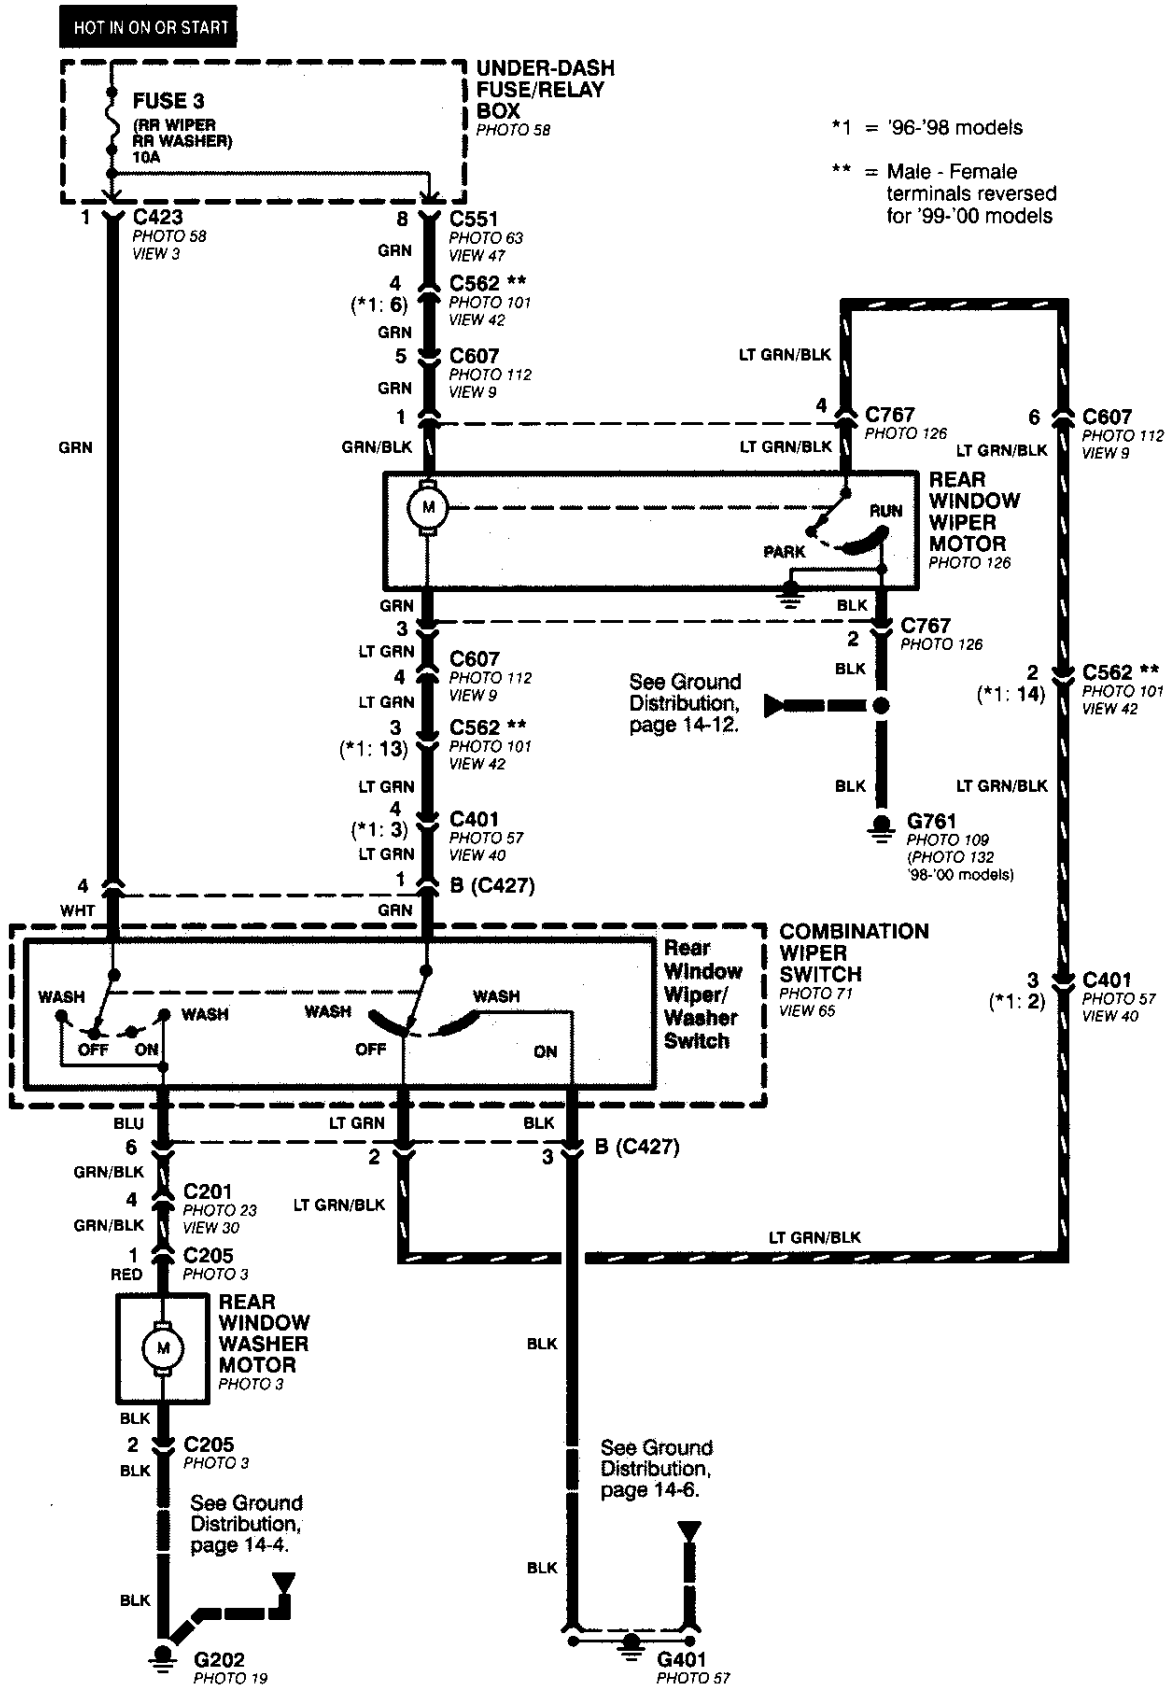 HOT IN ON OR START
UNDER-DASH
FUSE/RELAY
BOX
PHOTO 58
FUSE 3
(RR WIPER
RR WASHER)
10A
*1 = '96-'98 models
** = Male - Female
terminals reversed
for '99-'00 models
1 C423
PHOTO 58
VIEW 3
8 C551
PHOTO 63
VIEW 47
GRN
4 C562 **
(*1: 6) PHOTO 101
VIEW 42
GRN
5 C607
PHOTO 112
VIEW 9
GRN
1
GRN/BLK
LT GRN/BLK
4 C767
PHOTO 126
LT GRN/BLK
6 C607
PHOTO 112
VIEW 9
LT GRN/BLK
GRN
M
RUN
PARK
REAR
WINDOW
WIPER
MOTOR
PHOTO 126
GRN
3
BLK
2 C767
PHOTO 126
BLK
LT GRN
4 C607
PHOTO 112
VIEW 9
LT GRN
3 C562 **
(*1: 13) PHOTO 101
VIEW 42
LT GRN
4 C401
(*1: 3) PHOTO 57
VIEW 40
LT GRN
See Ground
Distribution,
page 14-12.
BLK
G761
PHOTO 109
(PHOTO 132
'98-'00 models)
2 C562 **
(*1: 14) PHOTO 101
VIEW 42
LT GRN/BLK
4
WHT
1 B (C427)
GRN
COMBINATION
WIPER
SWITCH
PHOTO 71
VIEW 65
Rear
Window
Wiper/
Washer
Switch
3 C401
(*1: 2) PHOTO 57
VIEW 40
WASH
WASH
OFF
ON
WASH
WASH
OFF
ON
BLU
LT GRN
BLK
6
2
3
B (C427)
GRN/BLK
4 C201
PHOTO 23
VIEW 30
GRN/BLK
LT GRN/BLK
LT GRN/BLK
1 C205
PHOTO 3
RED
REAR
WINDOW
WASHER
MOTOR
PHOTO 3
M
BLK
BLK
2 C205
PHOTO 3
BLK
See Ground
Distribution,
page 14-4.
See Ground
Distribution,
page 14-6.
BLK
BLK
G202
PHOTO 19
G401
PHOTO 57